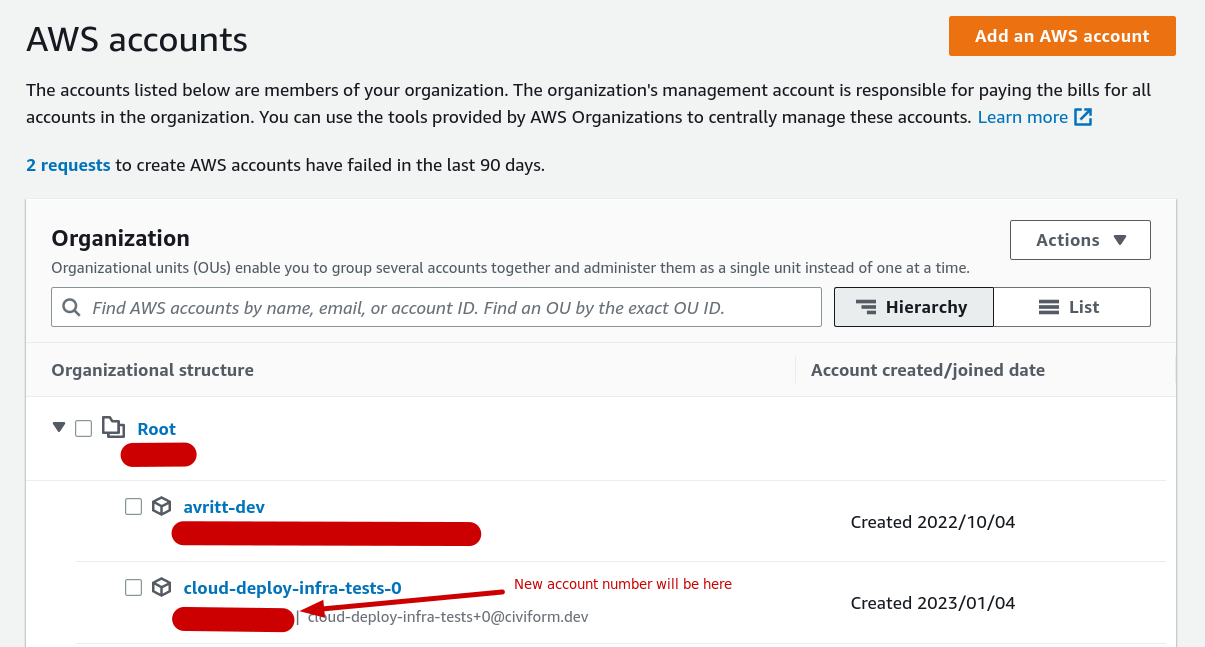 AWS accounts
Add an AWS account
The accounts listed below are members of your organization. The organization's management account is responsible for paying the bills for all
accounts in the organization. You can use the tools provided by AWS Organizations to centrally manage these accounts. Learn more
2 requests to create AWS accounts have failed in the last 90 days.
Organization
Actions
Organizational units (OUs) enable you to group several accounts together and administer them as a single unit instead of one at a time.
Find AWS accounts by name, email, or account ID. Find an OU by the exact OU ID.
Hierarchy
List
Organizational structure
Account created/joined date
Root
avritt-dev
Created 2022/10/04
cloud-deploy-infra-tests-0
New account number will be here
Created 2023/01/04
| cloud-deploy-infra-tests+0@civiform.dev